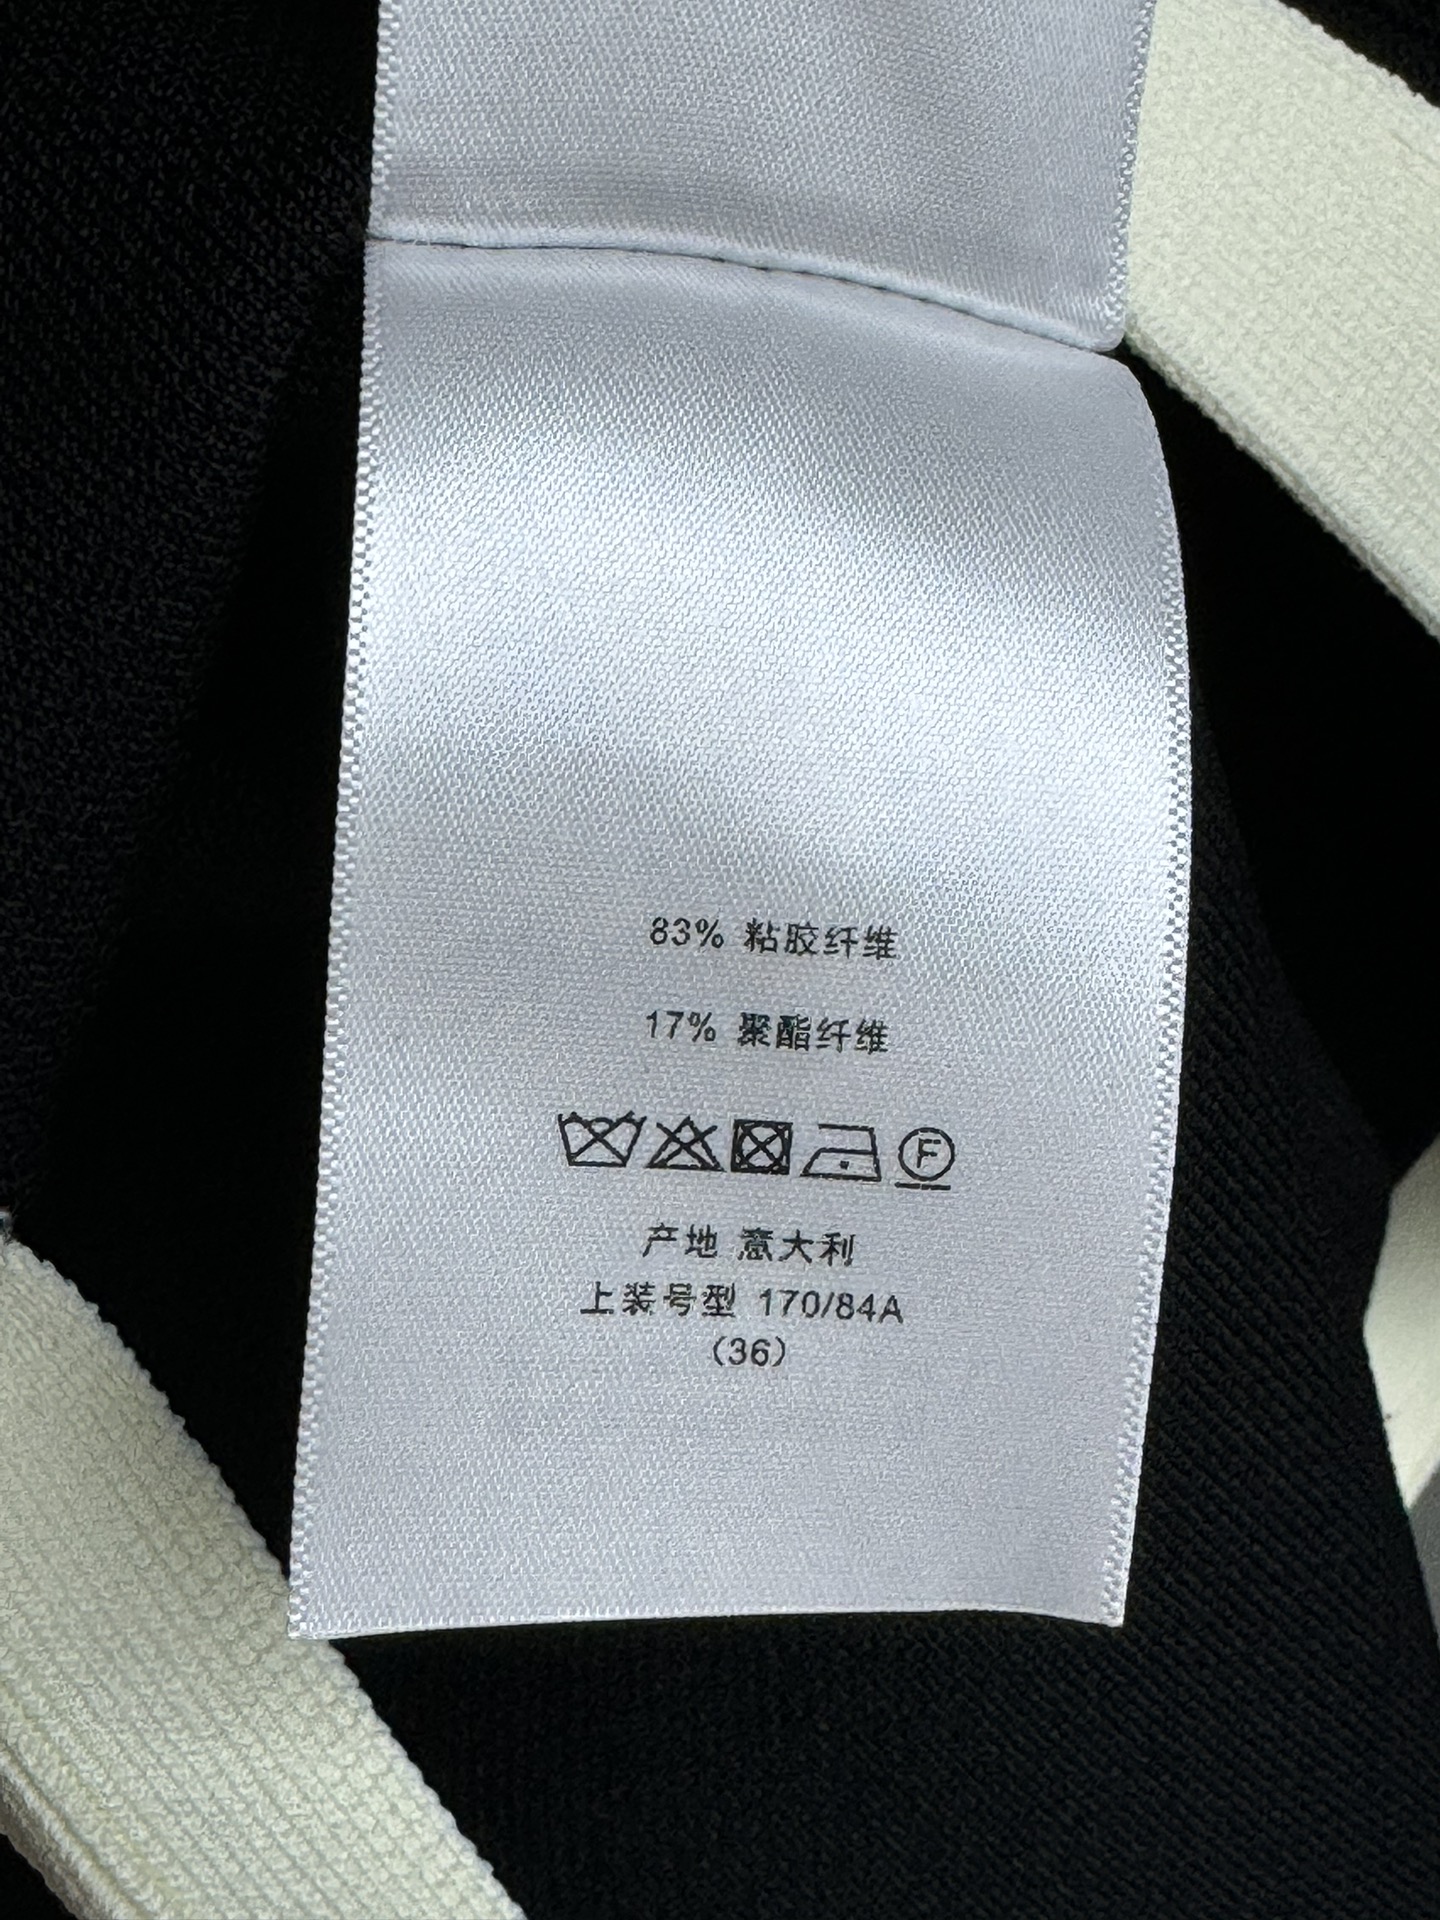 83% 粘胶纤维
17% 聚酯纤维
F
产地 意大利
上装号型 170/84A
(36)